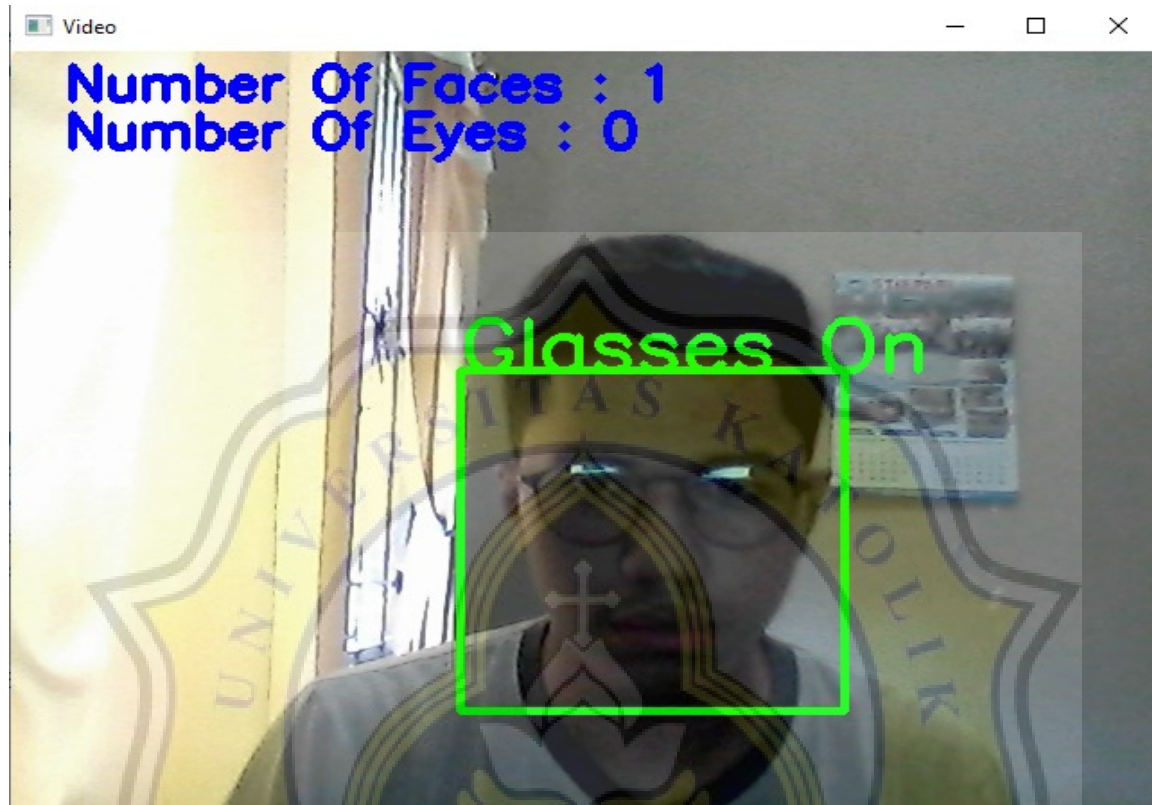 Video
Number Of Faces : 1
Number Of Eyes : 0
Glasses On
UNIVERSITAS KATOLIK